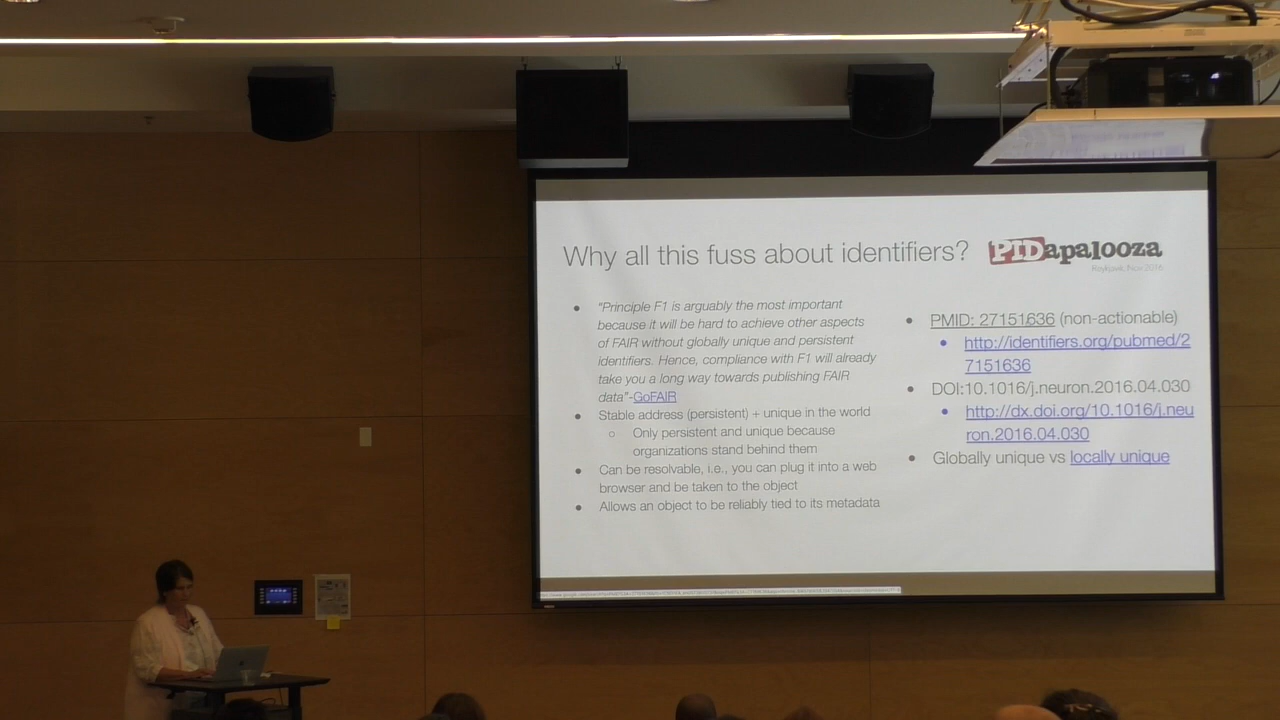 Why all this fuss about identifiers?
PIDapalooza
Reykjavik, Nov 2016
● "Principle F1 is arguably the most important
because it will be hard to achieve other aspects
of FAIR without globally unique and persistent
identifiers. Hence, compliance with F1 will already
take you a long way towards publishing FAIR
data"-GoFAIR
● Stable address (persistent) + unique in the world
○ Only persistent and unique because
organizations stand behind them
● Can be resolvable, i.e., you can plug it into a web
browser and be taken to the object
● Allows an object to be reliably tied to its metadata
● PMID: 27151636 (non-actionable)
● http://identifiers.org/pubmed/2
7151636
● DOI:10.1016/j.neuron.2016.04.030
● http://dx.doi.org/10.1016/j.neu
ron.2016.04.030
● Globally unique vs locally unique